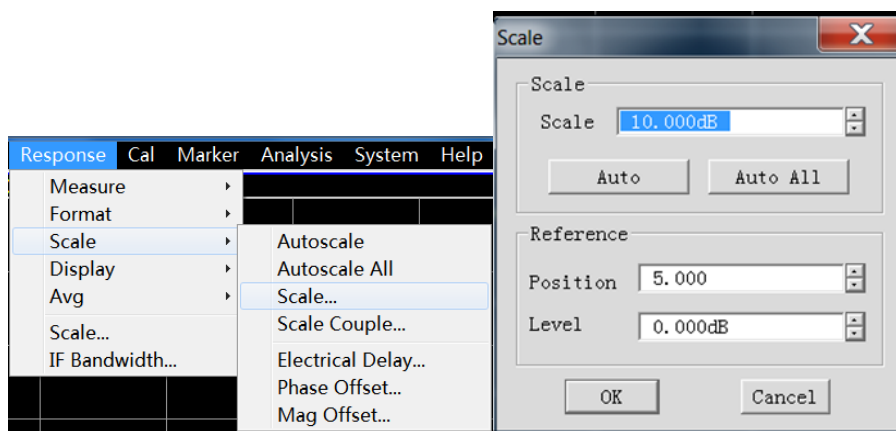 Response Cal Marker Analysis System Help
Measure
Format
Scale
Display
Avg
Scale...
IF Bandwidth...
Autoscale
Autoscale All
Scale...
Scale Couple...
Electrical Delay...
Phase Offset...
Mag Offset...
Scale
Scale
Scale 10.000dB
Auto Auto All
Reference
Position 5.000
Level 0.000dB
OK Cancel